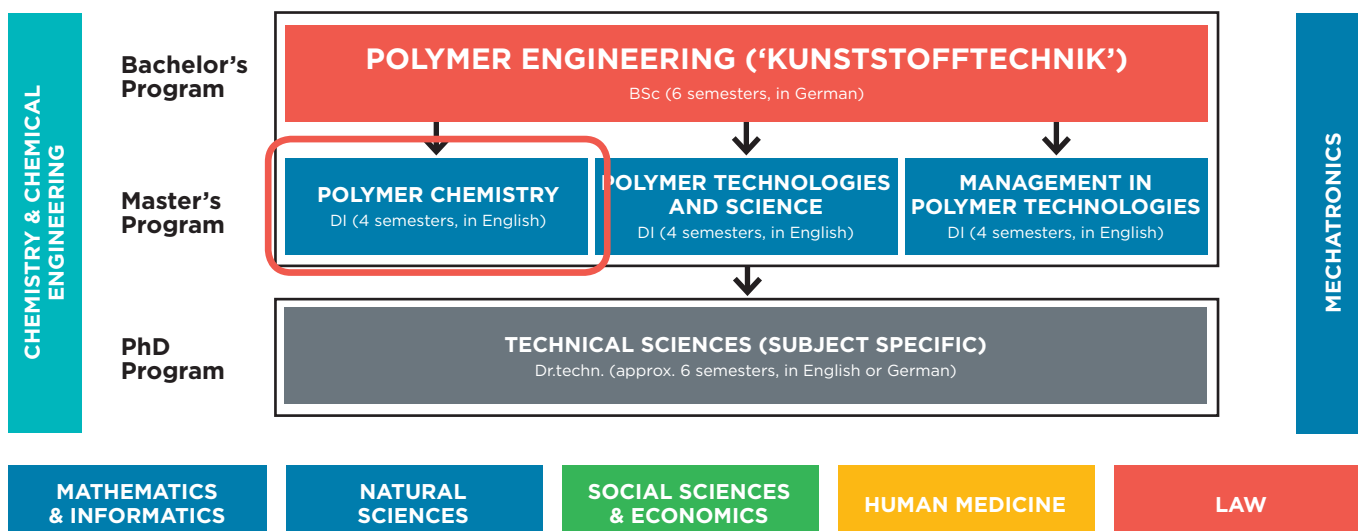 CHEMISTRY & CHEMICAL
ENGINEERING
Bachelor's
Program
POLYMER ENGINEERING (‘KUNSTSTOFFTECHNIK’)
BSc (6 semesters, in German)
Master's
Program
POLYMER CHEMISTRY
DI (4 semesters, in English)
POLYMER TECHNOLOGIES
AND SCIENCE
DI (4 semesters, in English)
MANAGEMENT IN
POLYMER TECHNOLOGIES
DI (4 semesters, in English)
PhD
Program
TECHNICAL SCIENCES (SUBJECT SPECIFIC)
Dr.techn. (approx. 6 semesters, in English or German)
MECHATRONICS
MATHEMATICS
& INFORMATICS
NATURAL
SCIENCES
SOCIAL SCIENCES
& ECONOMICS
HUMAN MEDICINE
LAW